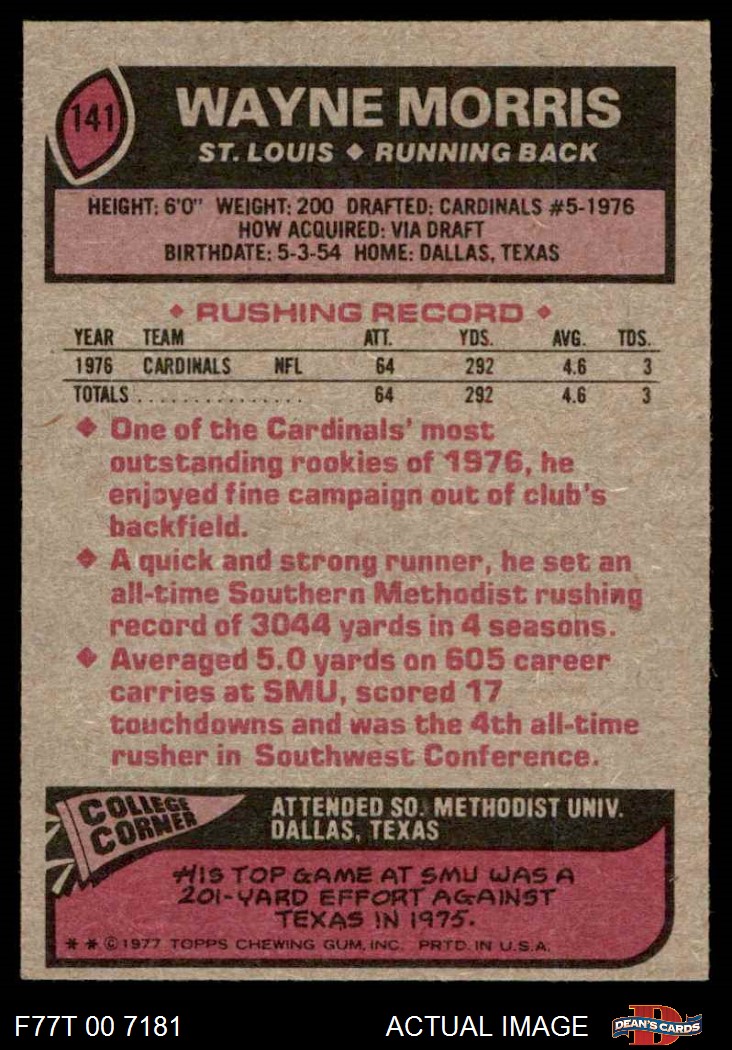 141
WAYNE MORRIS
ST. LOUIS ◆ RUNNING BACK
HEIGHT: 6'0" WEIGHT: 200 DRAFTED: CARDINALS #5-1976
HOW ACQUIRED: VIA DRAFT
BIRTHDATE: 5-3-54 HOME: DALLAS, TEXAS
◆ RUSHING RECORD ◆
YEAR TEAM ATT. YDS. AVG. TDS.
1976 CARDINALS NFL 64 292 4.6 3
TOTALS . . . . . . . . . . . . . . . 64 292 4.6 3
◆ One of the Cardinals' most
outstanding rookies of 1976, he
enjoyed fine campaign out of club's
backfield.
◆ A quick and strong runner, he set an
all-time Southern Methodist rushing
record of 3044 yards in 4 seasons.
◆ Averaged 5.0 yards on 605 career
carries at SMU, scored 17
touchdowns and was the 4th all-time
rusher in Southwest Conference.
COLLEGE
CORNER
ATTENDED SO. METHODIST UNIV.
DALLAS, TEXAS
HIS TOP GAME AT SMU WAS A
201-YARD EFFORT AGAINST
TEXAS IN 1975.
* * © 1977 TOPPS CHEWING GUM, INC. PRTD. IN U.S.A.
F77T 00 7181 ACTUAL IMAGE
D
DEAN'S CARDS